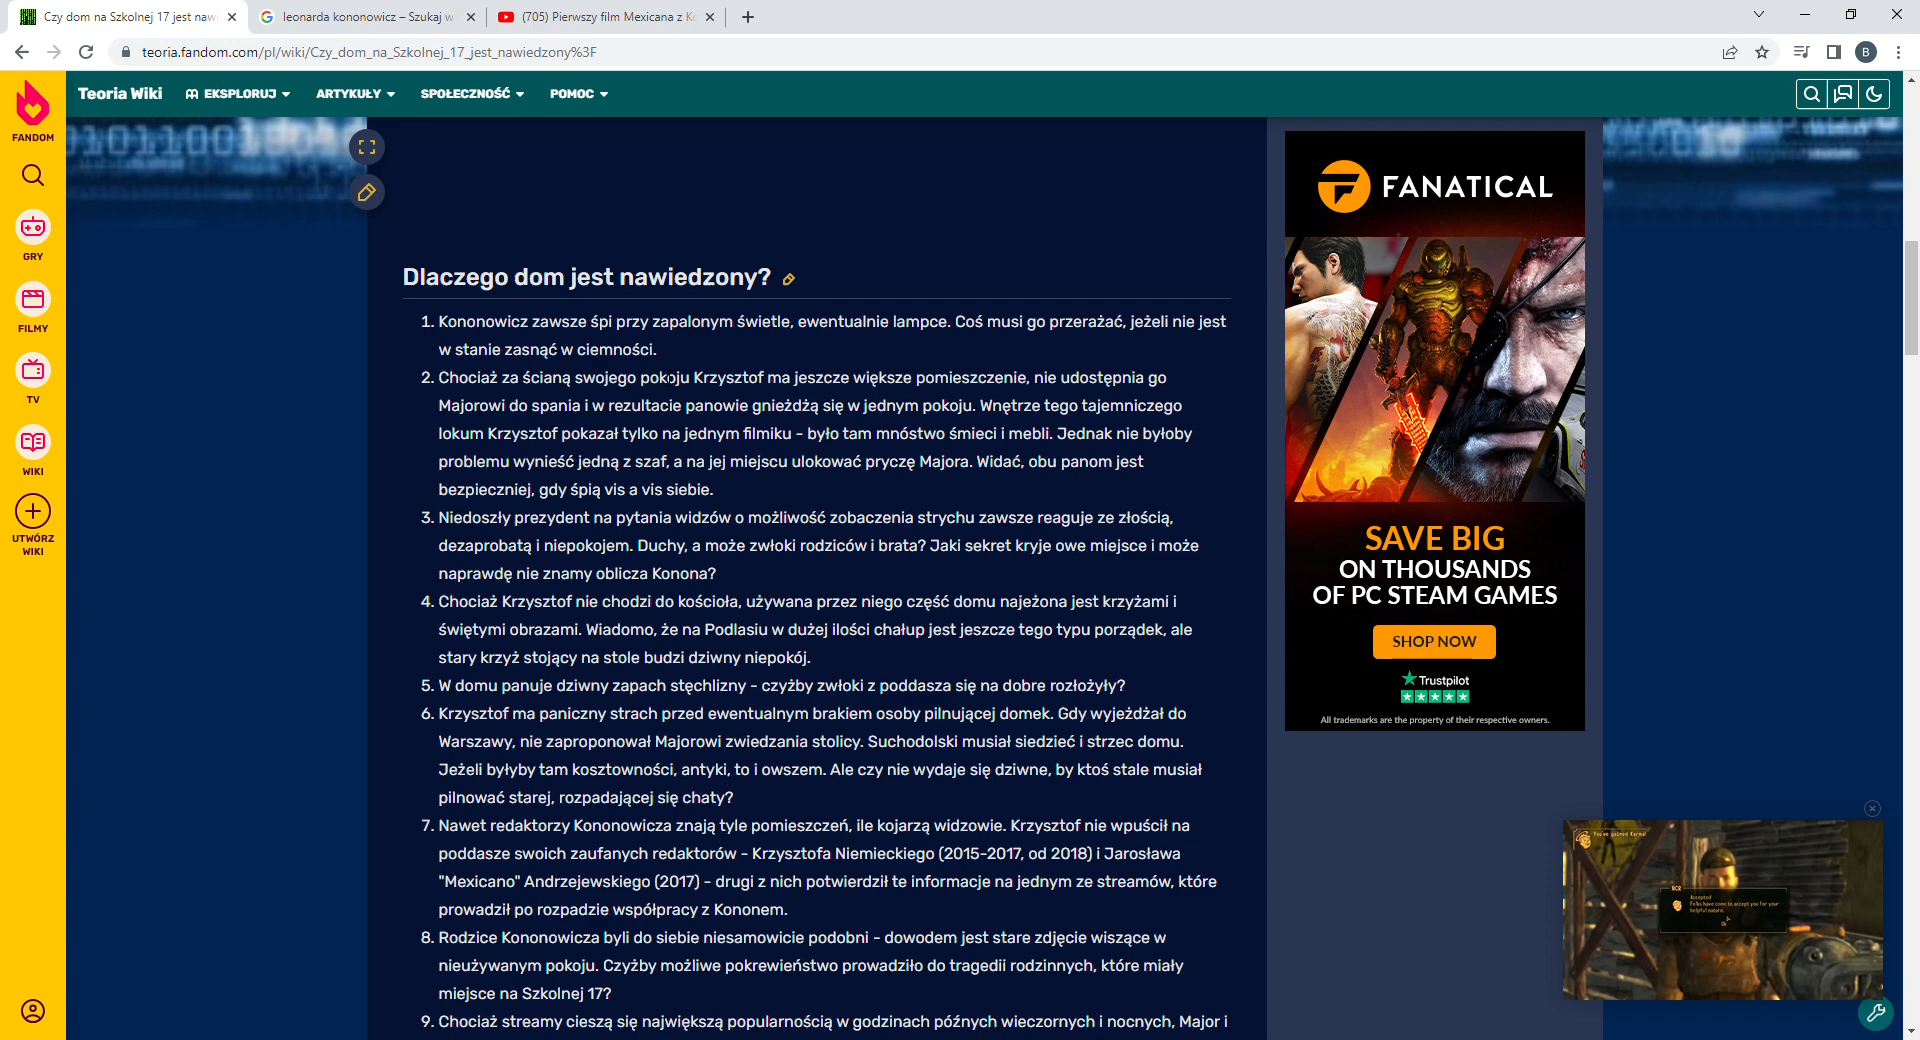 Czy dom na Szkolnej 17 jest naw
leonarda kononowicz – Szukaj w
(705) Pierwszy film Mexicana z K
teoria.fandom.com/pl/wiki/Czy_dom_na_Szkolnej_17_jest_nawiedzony%3F
B
FANDOM
GRY
FILMY
TV
WIKI
UTWÓRZ
WIKI
Teoria Wiki
EKSPLORUJ
ARTYKUŁY
SPOŁECZNOŚĆ
POMOC
Dlaczego dom jest nawiedzony?
1. Kononowicz zawsze śpi przy zapalonym świetle, ewentualnie lampce. Coś musi go przerażać, jeżeli nie jest
w stanie zasnąć w ciemności.
2. Chociaż za ścianą swojego pokoju Krzysztof ma jeszcze większe pomieszczenie, nie udostępnia go
Majorowi do spania i w rezultacie panowie gnieżdżą się w jednym pokoju. Wnętrze tego tajemniczego
lokum Krzysztof pokazał tylko na jednym filmiku - było tam mnóstwo śmieci i mebli. Jednak nie byłoby
problemu wynieść jedną z szaf, a na jej miejscu ulokować pryczę Majora. Widać, obu panom jest
bezpieczniej, gdy śpią vis a vis siebie.
3. Niedoszły prezydent na pytania widzów o możliwość zobaczenia strychu zawsze reaguje ze złością,
dezaprobatą i niepokojem. Duchy, a może zwłoki rodziców i brata? Jaki sekret kryje owe miejsce i może
naprawdę nie znamy oblicza Konona?
4. Chociaż Krzysztof nie chodzi do kościoła, używana przez niego część domu najeżona jest krzyżami i
świętymi obrazami. Wiadomo, że na Podlasiu w dużej ilości chałup jest jeszcze tego typu porządek, ale
stary krzyż stojący na stole budzi dziwny niepokój.
5. W domu panuje dziwny zapach stęchlizny - czyżby zwłoki z poddasza się na dobre rozłożyły?
6. Krzysztof ma paniczny strach przed ewentualnym brakiem osoby pilnującej domek. Gdy wyjeżdżał do
Warszawy, nie zaproponował Majorowi zwiedzania stolicy. Suchodolski musiał siedzieć i strzec domu.
Jeżeli byłyby tam kosztowności, antyki, to i owszem. Ale czy nie wydaje się dziwne, by ktoś stale musiał
pilnować starej, rozpadającej się chaty?
7. Nawet redaktorzy Kononowicza znają tyle pomieszczeń, ile kojarzą widzowie. Krzysztof nie wpuścił na
poddasze swoich zaufanych redaktorów - Krzysztofa Niemieckiego (2015-2017, od 2018) i Jarosława
"Mexicano" Andrzejewskiego (2017) - drugi z nich potwierdził te informacje na jednym ze streamów, które
prowadził po rozpadzie współpracy z Kononem.
8. Rodzice Kononowicza byli do siebie niesamowicie podobni - dowodem jest stare zdjęcie wiszące w
nieużywanym pokoju. Czyżby możliwe pokrewieństwo prowadziło do tragedii rodzinnych, które miały
miejsce na Szkolnej 17?
9. Chociaż streamy cieszą się największą popularnością w godzinach późnych wieczornych i nocnych, Major i
FANATICAL
SAVE BIG
ON THOUSANDS
OF PC STEAM GAMES
SHOP NOW
Trustpilot
All trademarks are the property of their respective owners.
You've gained Karma!
NCR
Accepted
Folks have come to accept you for your
helpful nature.
Ok